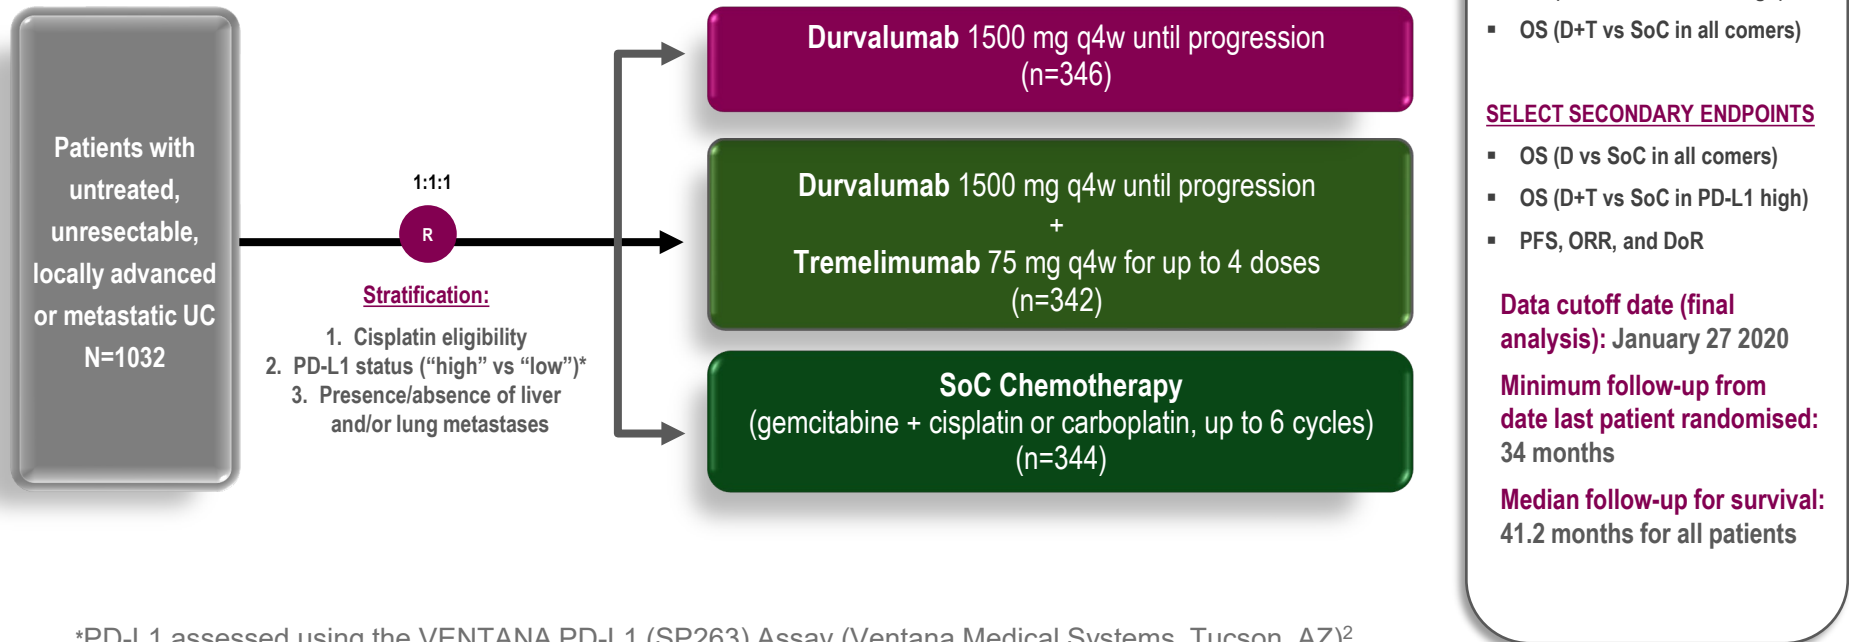 Patients with
untreated,
unresectable,
locally advanced
or metastatic UC
N=1032
1:1:1
R
Stratification:
1. Cisplatin eligibility
2. PD-L1 status (“high” vs “low”)*
3. Presence/absence of liver
and/or lung metastases
Durvalumab 1500 mg q4w until progression
(n=346)
Durvalumab 1500 mg q4w until progression
+
Tremelimumab 75 mg q4w for up to 4 doses
(n=342)
SoC Chemotherapy
(gemcitabine + cisplatin or carboplatin, up to 6 cycles)
(n=344)
▪ OS (D+T vs SoC in all comers)
SELECT SECONDARY ENDPOINTS
▪ OS (D vs SoC in all comers)
▪ OS (D+T vs SoC in PD-L1 high)
▪ PFS, ORR, and DoR
Data cutoff date (final
analysis): January 27 2020
Minimum follow-up from
date last patient randomised:
34 months
Median follow-up for survival:
41.2 months for all patients
*PD-L1 assessed using the VENTANA PD-L1 (SP263) Assay (Ventana Medical Systems, Tucson, AZ)2